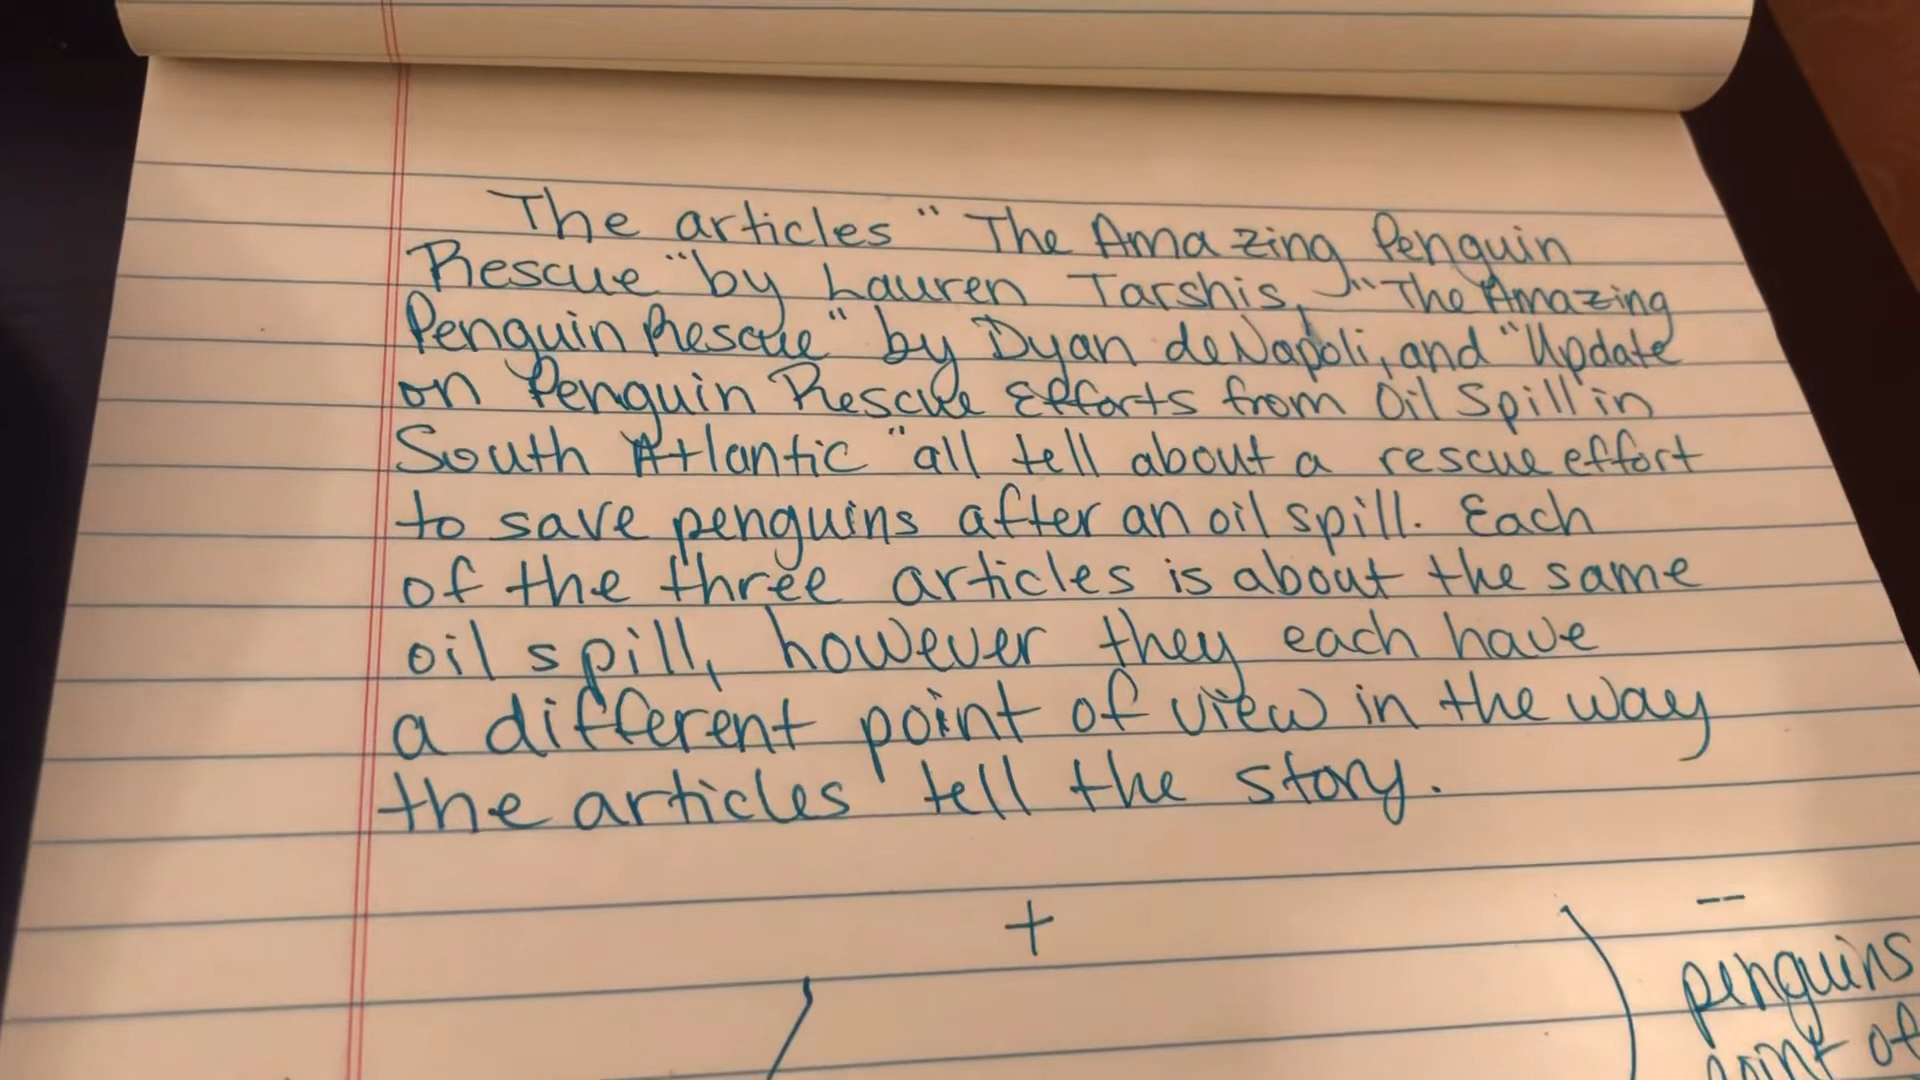 The articles "The Amazing Penguin
Rescue" by Lauren Tarshis, "The Amazing
Penguin Rescue" by Dyan deNapoli, and "Update
on Penguin Rescue Efforts from Oil Spill in
South Atlantic" all tell about a rescue effort
to save penguins after an oil spill. Each
of the three articles is about the same
oil spill, however they each have
a different point of view in the way
the articles tell the story.
+
--
penguins
point of